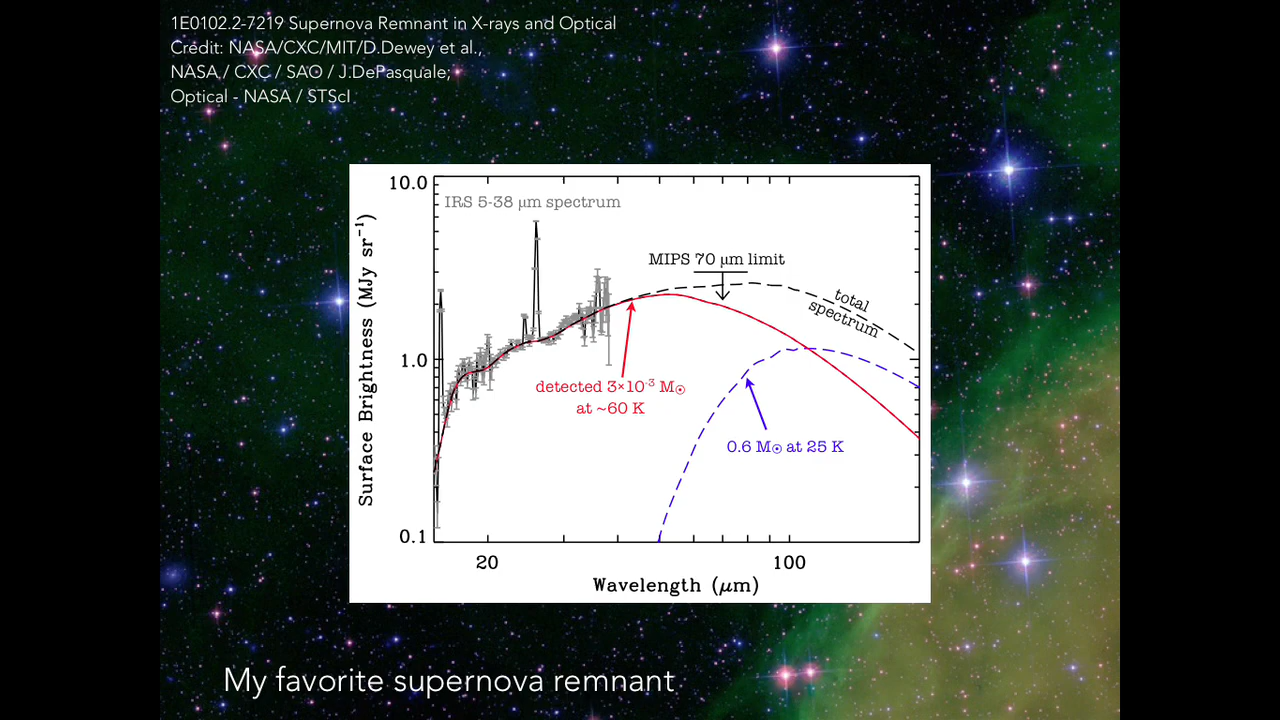 1E0102.2-7219 Supernova Remnant in X-rays and Optical
Credit: NASA/CXC/MIT/D.Dewey et al.,
NASA / CXC / SAO / J.DePasquale;
Optical - NASA / STScI
10.0
IRS 5-38 μm spectrum
MIPS 70 μm limit
total
spectrum
1.0
detected 3×10⁻³ M☉
at ~60 K
0.6 M☉ at 25 K
0.1
Surface Brightness (MJy sr⁻¹)
20
100
Wavelength (μm)
My favorite supernova remnant